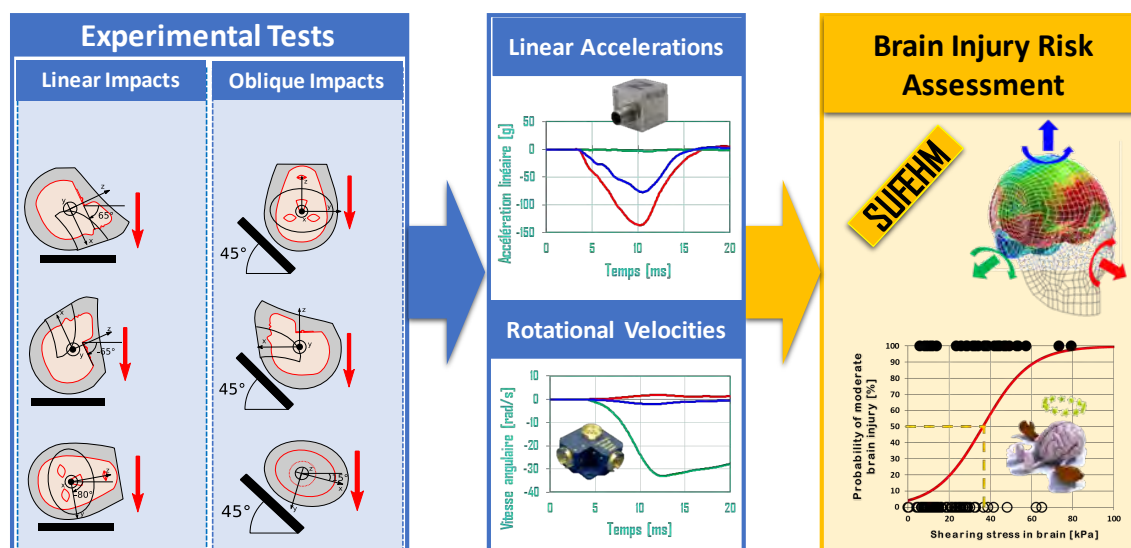 Experimental Tests
Linear Impacts
Oblique Impacts
z
y
65°
x
x
z
y
-65°
z
-80°
x
z
x
45°
z
x
y
45°
z
15°
x
y
45°
Linear Accelerations
Accélération linéaire [g]
50
0
-50
-100
-150
0 5 10 15 20
Temps [ms]
Rotational Velocities
Vitesse angulaire [rad/s]
10
0
-10
-20
-30
-40
0 5 10 15 20
Temps [ms]
Brain Injury Risk
Assessment
SUFEHM
Probability of moderate
brain injury [%]
100
90
80
70
60
50
40
30
20
10
0
0 20 40 60 80 100
Shearing stress in brain [kPa]